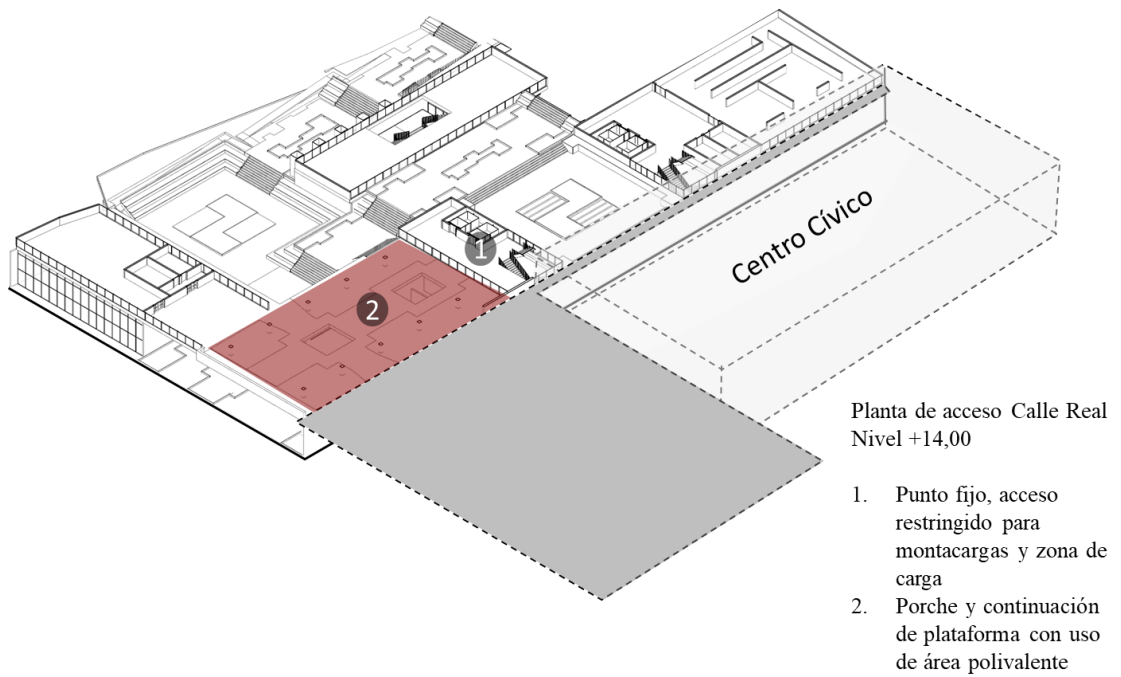 1
2
Centro Cívico
Planta de acceso Calle Real
Nivel +14,00
1. Punto fijo, acceso
restringido para
montacargas y zona de
carga
2. Porche y continuación
de plataforma con uso
de área polivalente